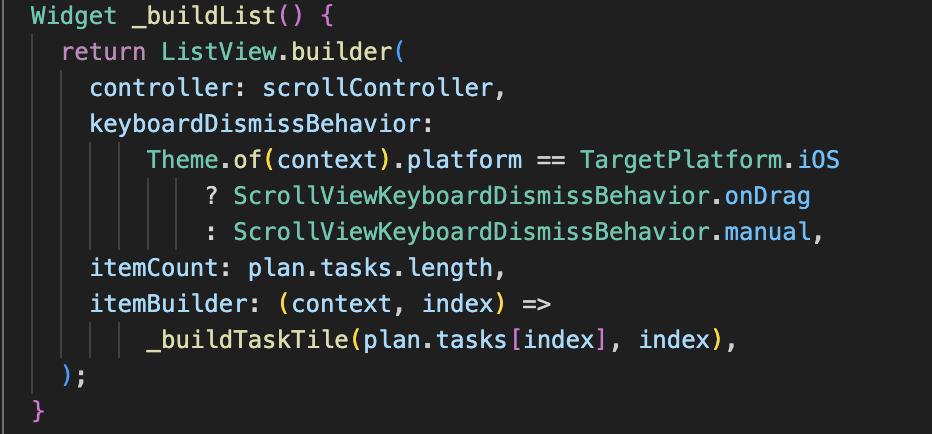 Widget _buildList() {
return ListView.builder(
controller: scrollController,
keyboardDismissBehavior:
Theme.of(context).platform == TargetPlatform.iOS
? ScrollViewKeyboardDismissBehavior.onDrag
: ScrollViewKeyboardDismissBehavior.manual,
itemCount: plan.tasks.length,
itemBuilder: (context, index) =>
_buildTaskTile(plan.tasks[index], index),
);
}